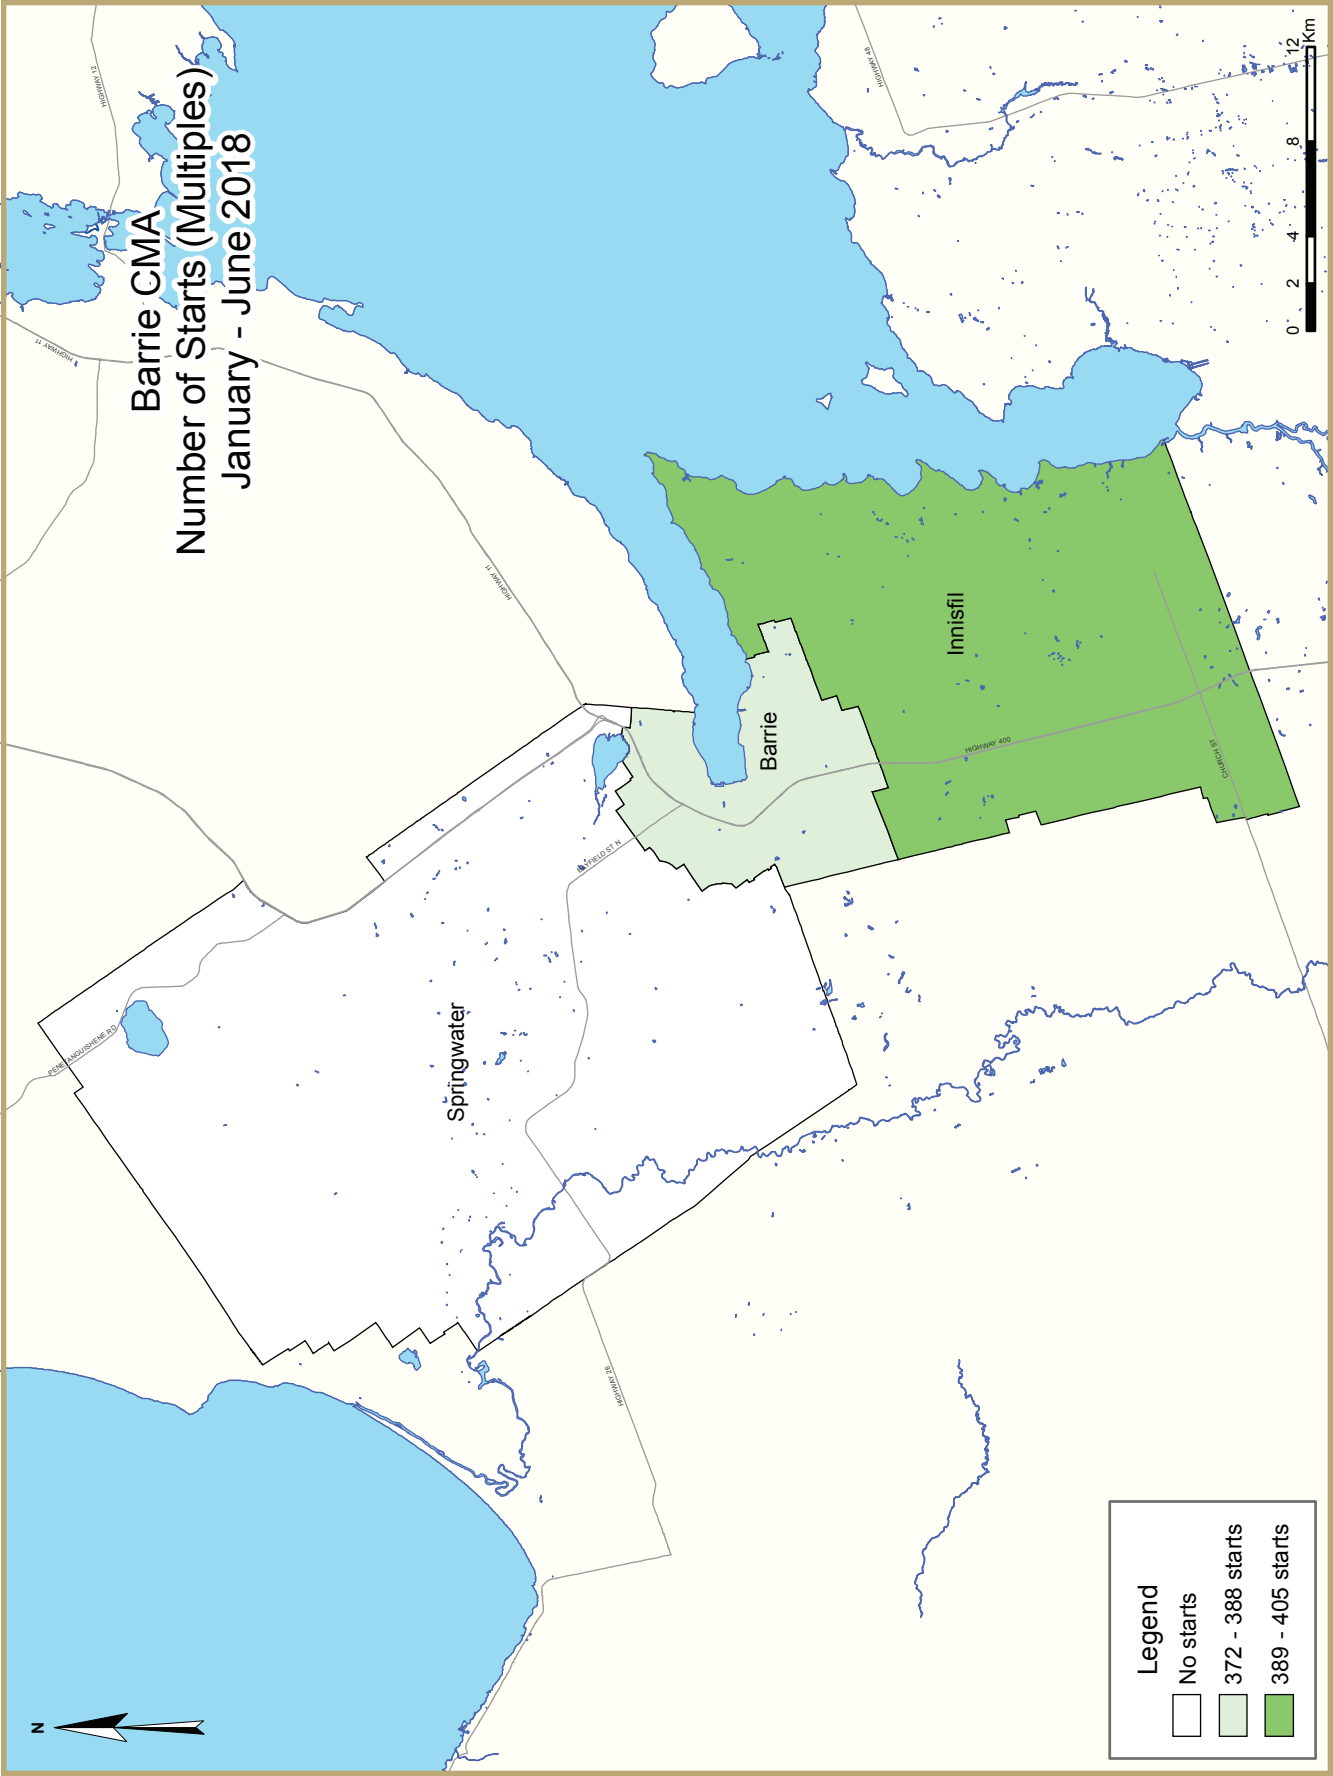 Barrie CMA
Number of Starts (Multiples)
January - June 2018
N
HIGHWAY 12
HIGHWAY 11
HIGHWAY 48
HIGHWAY 11
PENETANGUISHENE RD
BAYFIELD ST N
HIGHWAY 26
HIGHWAY 400
CHURCH ST
Springwater
Barrie
Innisfil
Legend
No starts
372 - 388 starts
389 - 405 starts
0 2 4 8 12
Km